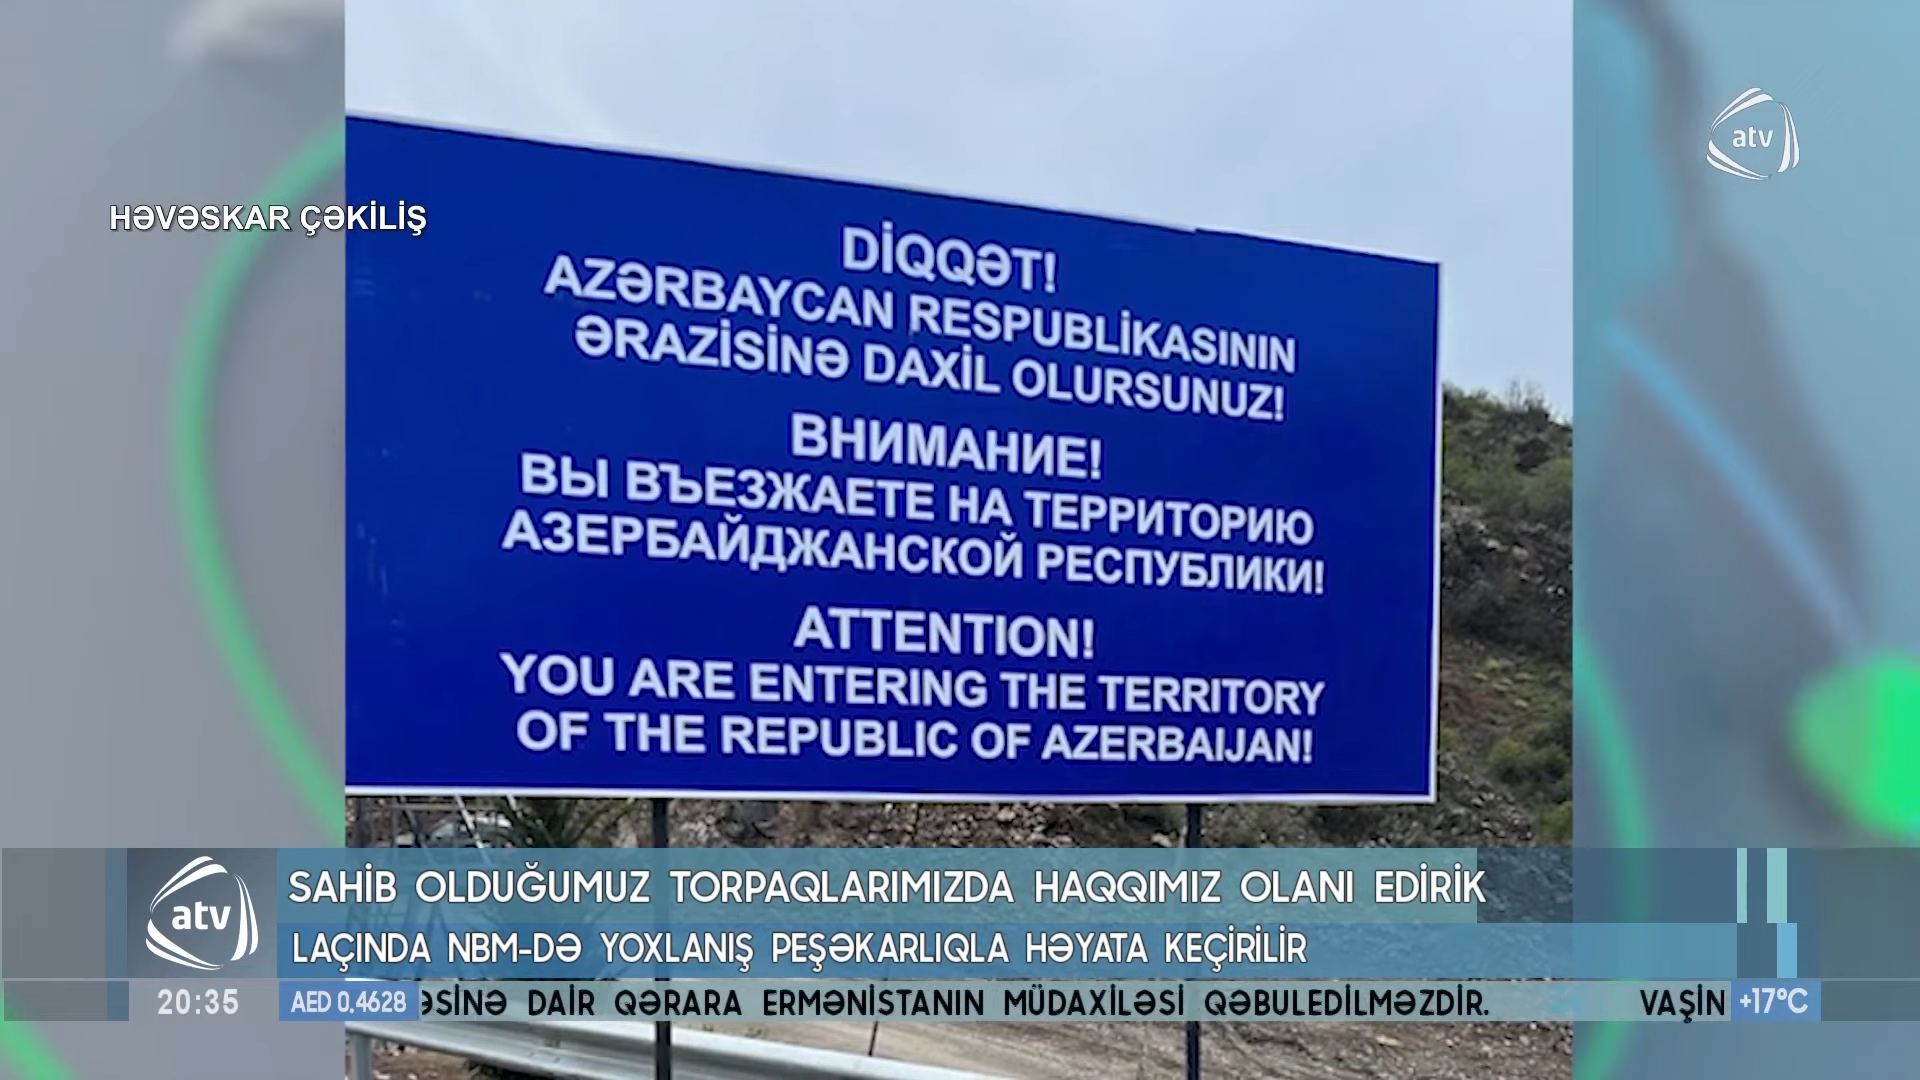 atv
HƏVƏSKAR ÇƏKİLİŞ
DİQQƏT!
AZƏRBAYCAN RESPUBLİKASININ
ƏRAZİSİNƏ DAXİL OLURSUNUZ!
ВНИМАНИЕ!
ВЫ ВЪЕЗЖАЕТЕ НА ТЕРРИТОРИЮ
АЗЕРБАЙДЖАНСКОЙ РЕСПУБЛИКИ!
ATTENTION!
YOU ARE ENTERING THE TERRITORY
OF THE REPUBLIC OF AZERBAIJAN!
atv
SAHİB OLDUĞUMUZ TORPAQLARIMIZDA HAQQIMIZ OLANI EDİRİK
LAÇINDA NBM-DƏ YOXLANIŞ PEŞƏKARLIQLA HƏYATA KEÇİRİLİR
20:35 AED 0.4628 ƏSİNƏ DAİR QƏRARA ERMƏNİSTANIN MÜDAXİLƏSİ QƏBULEDİLMƏZDİR. VAŞİN +17°C